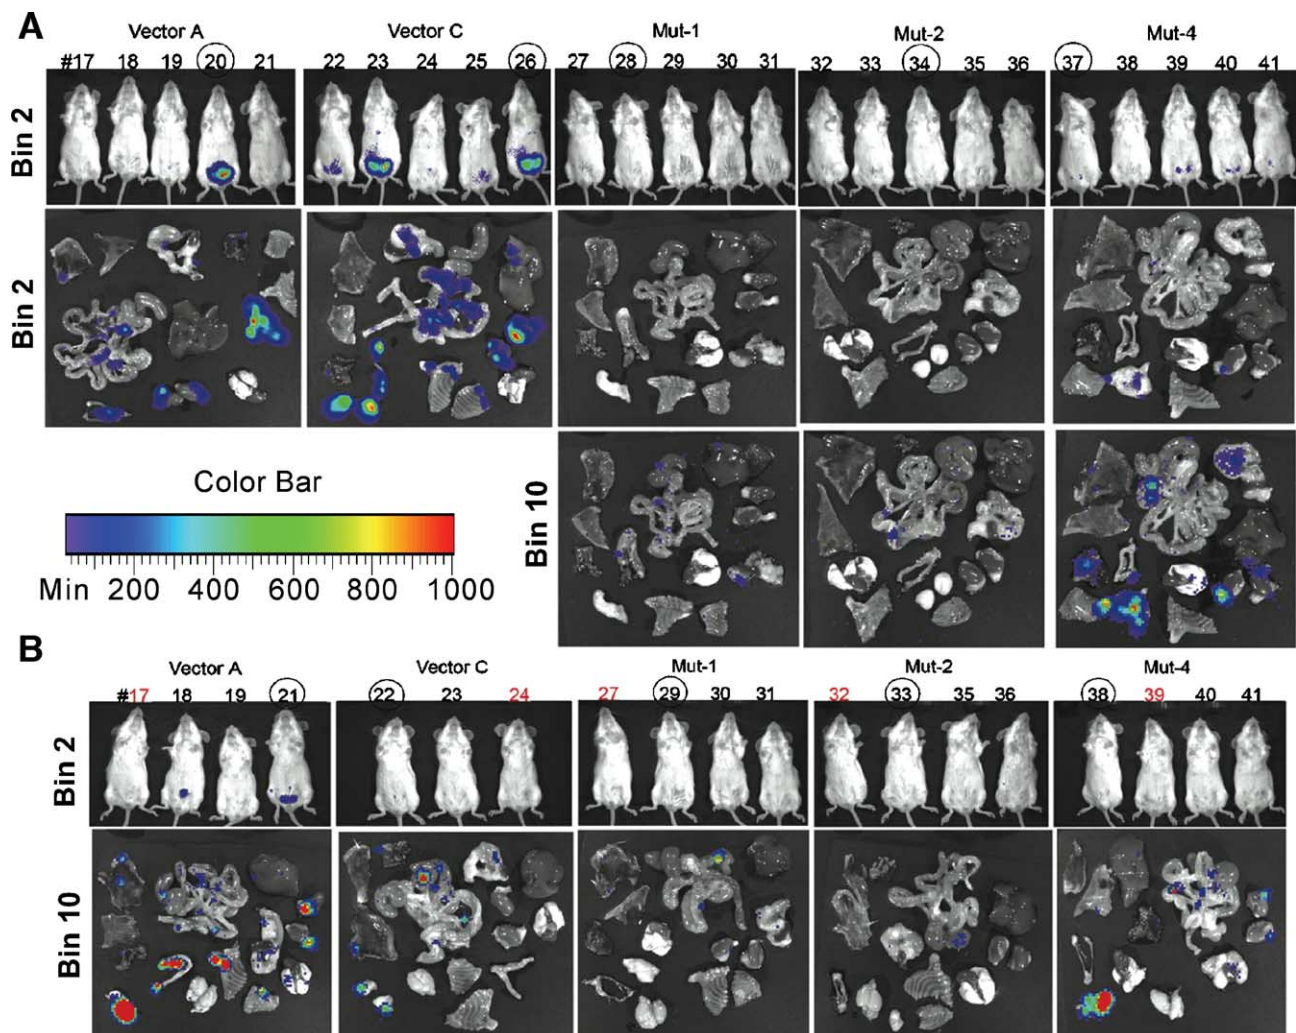 A
Vector A Vector C Mut-1 Mut-2 Mut-4
#17 18 19 20 21 22 23 24 25 26 27 28 29 30 31 32 33 34 35 36 37 38 39 40 41
Bin 2
Bin 2
Color Bar
Min 200 400 600 800 1000
Bin 10
B
Vector A Vector C Mut-1 Mut-2 Mut-4
#17 18 19 21 22 23 24 27 29 30 31 32 33 35 36 38 39 40 41
Bin 2
Bin 10